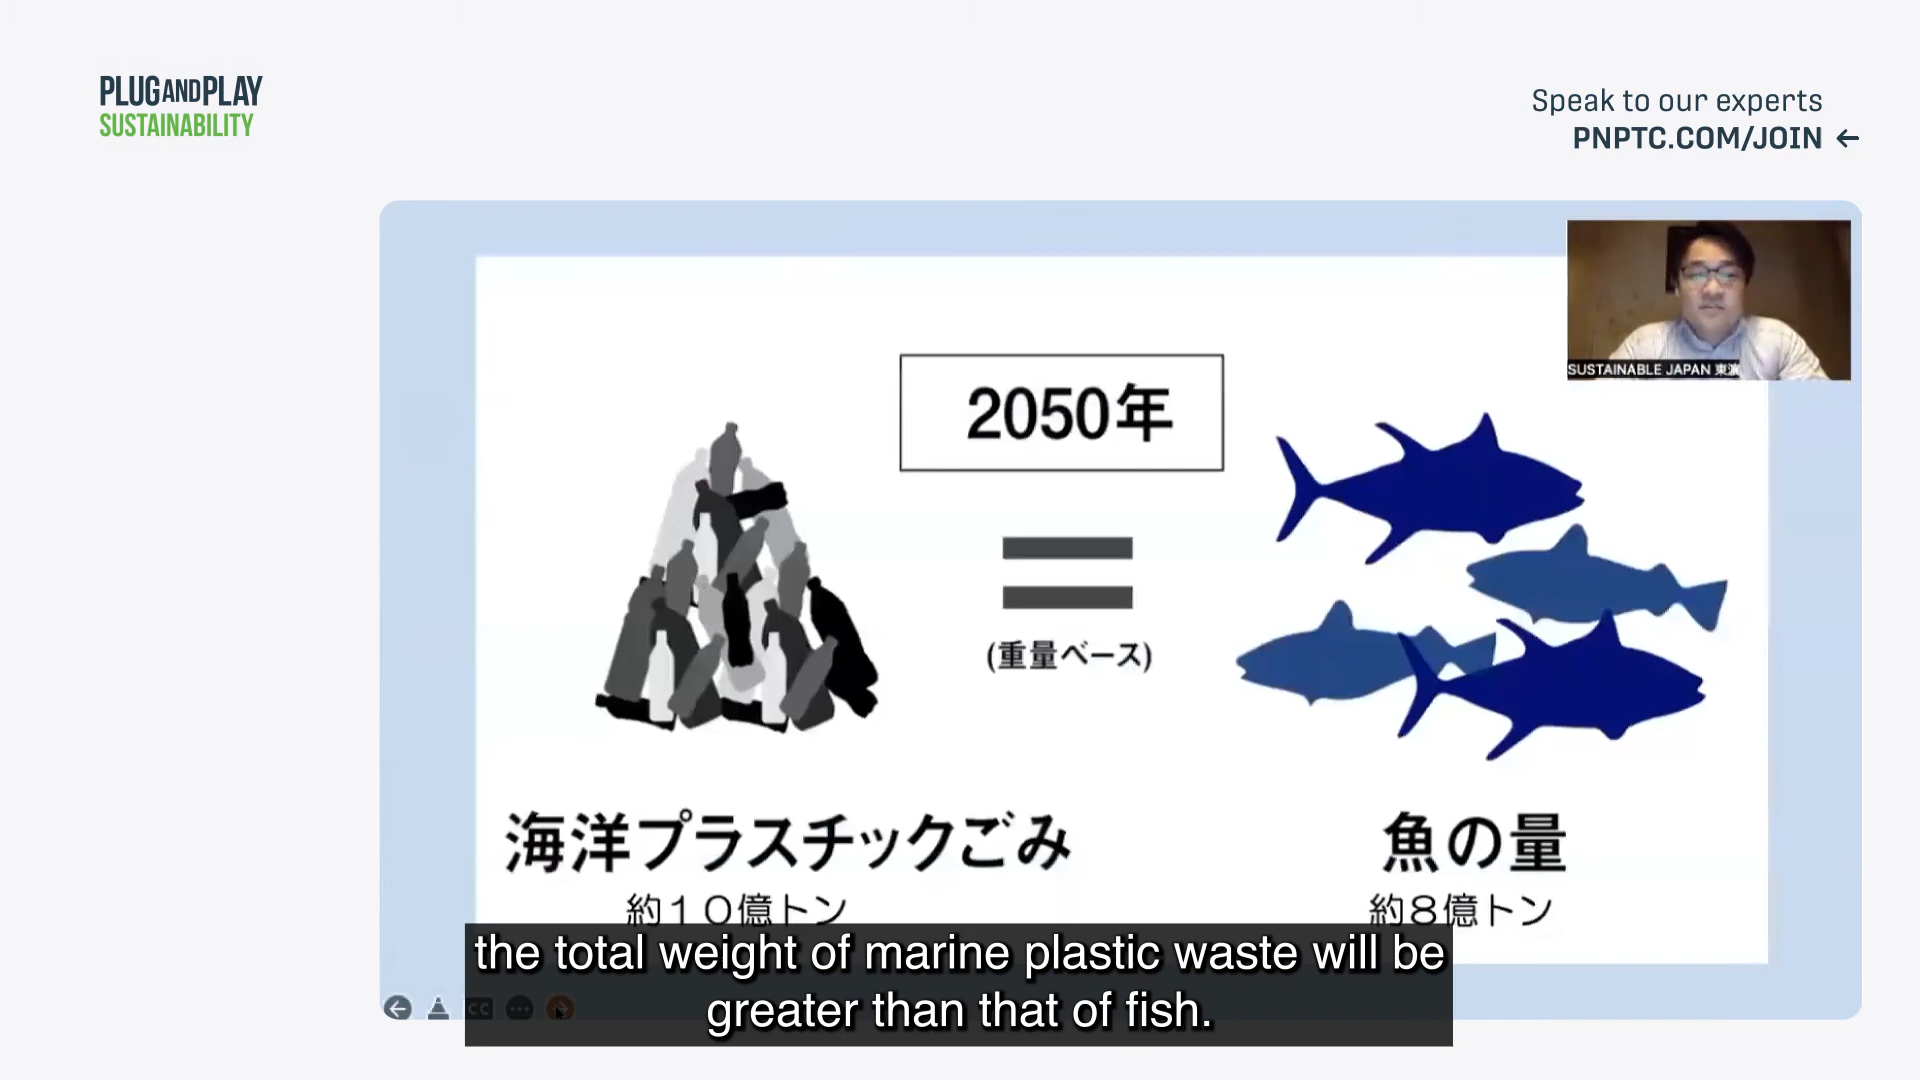 PLUGANDPLAY
SUSTAINABILITY
Speak to our experts
PNPTC.COM/JOIN ←
SUSTAINABLE JAPAN 東濵
2050年
(重量ベース)
海洋プラスチックごみ
約１０億トン
魚の量
約８億トン
CC
the total weight of marine plastic waste will be
greater than that of fish.